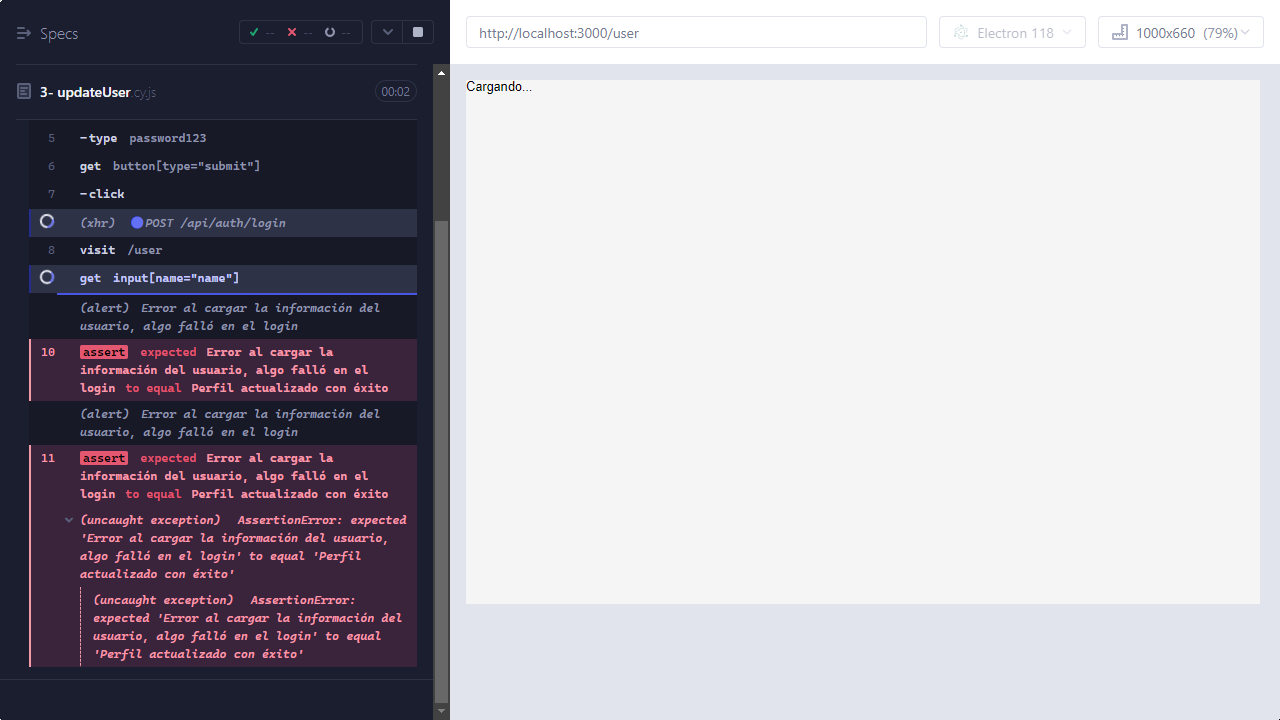 Specs
--
--
--
http://localhost:3000/user
Electron 118
1000x660 (79%)
3- updateUser.cy.js
00:02
Cargando...
5 -type password123
6 get button[type="submit"]
7 -click
(xhr) POST /api/auth/login
8 visit /user
get input[name="name"]
(alert) Error al cargar la información del
usuario, algo falló en el login
10 assert expected Error al cargar la
información del usuario, algo falló en el
login to equal Perfil actualizado con éxito
(alert) Error al cargar la información del
usuario, algo falló en el login
11 assert expected Error al cargar la
información del usuario, algo falló en el
login to equal Perfil actualizado con éxito
(uncaught exception) AssertionError: expected
'Error al cargar la información del usuario,
algo falló en el login' to equal 'Perfil
actualizado con éxito'
(uncaught exception) AssertionError:
expected 'Error al cargar la información del
usuario, algo falló en el login' to equal
'Perfil actualizado con éxito'